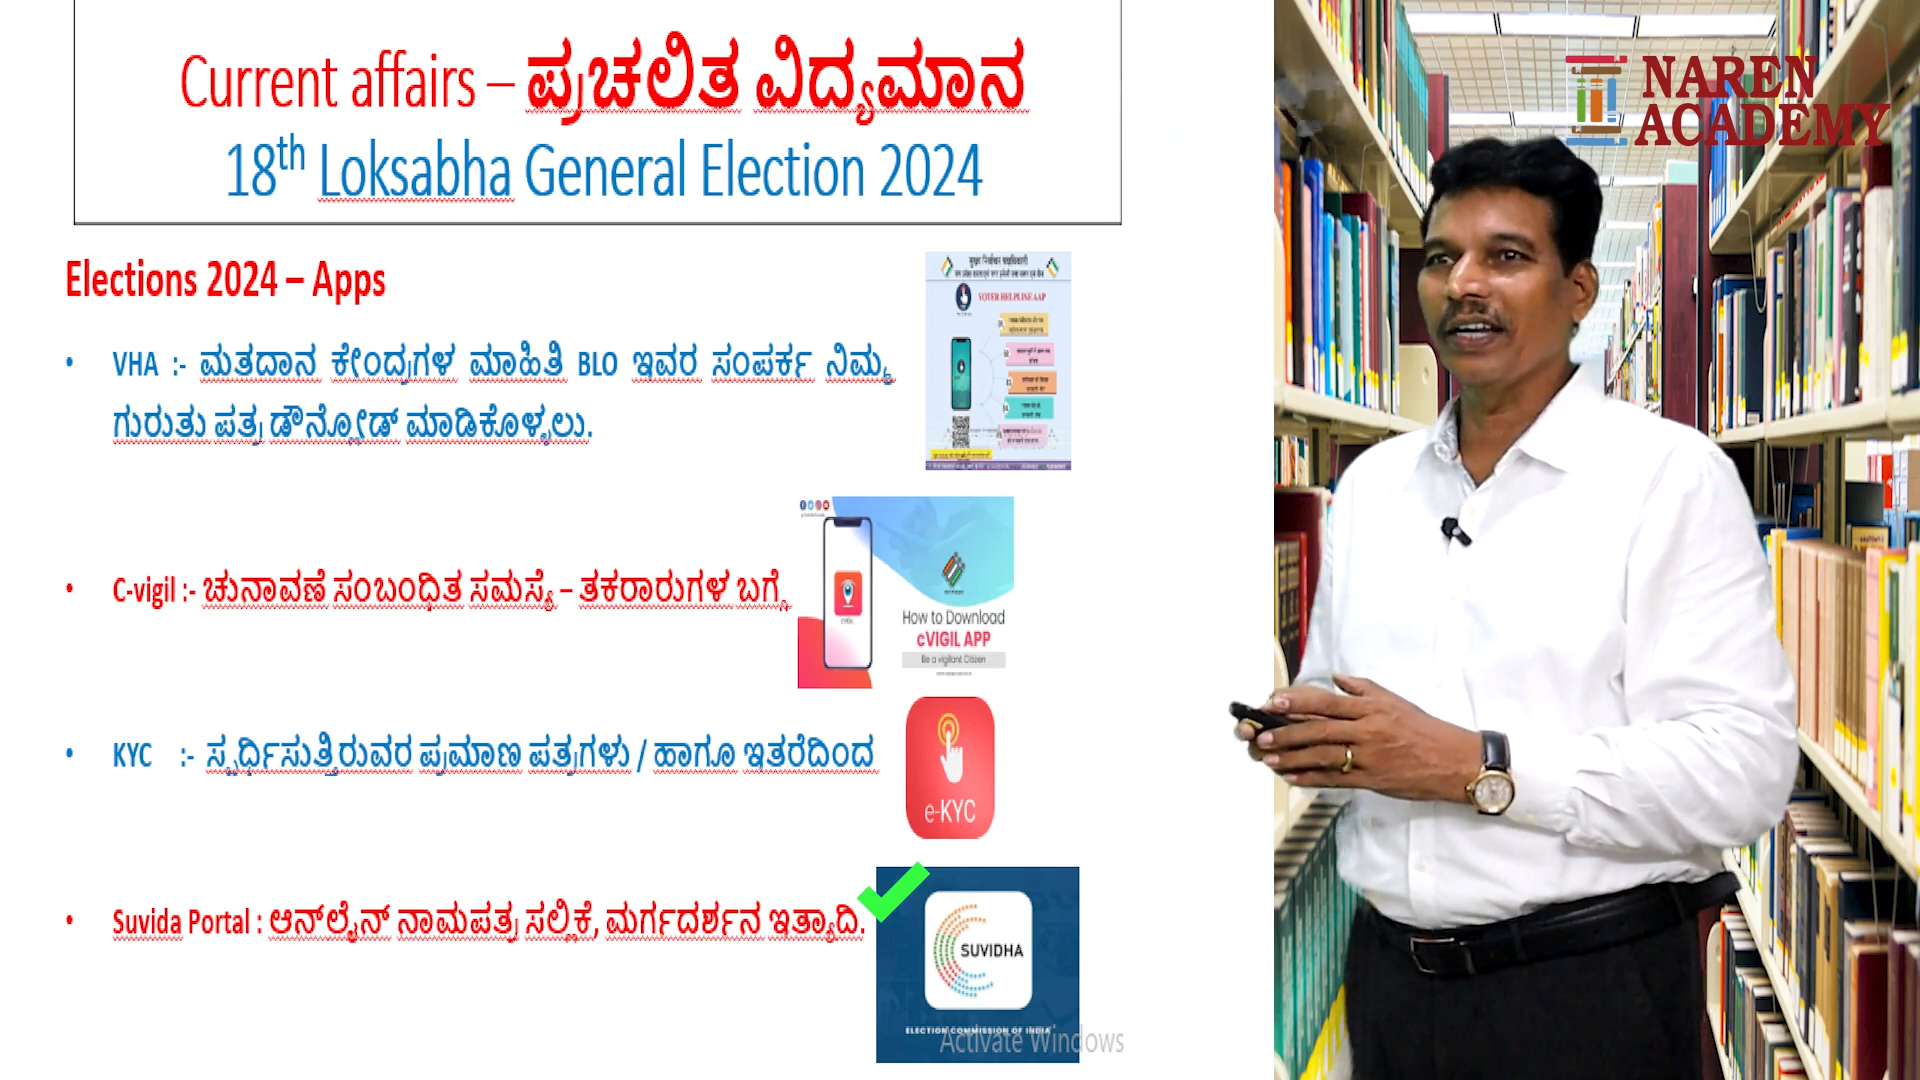 Current affairs – ಪ್ರಚಲಿತ ವಿದ್ಯಮಾನ
18th Loksabha General Election 2024
NAREN
ACADEMY
Elections 2024 – Apps
• VHA :- ಮತದಾನ ಕೇಂದ್ರಗಳ ಮಾಹಿತಿ BLO ಇವರ ಸಂಪರ್ಕ ನಿಮ್ಮ
ಗುರುತು ಪತ್ರ ಡೌನ್ಲೋಡ್ ಮಾಡಿಕೊಳ್ಳಲು.
VOTER HELPLINE AAP
• C-vigil :- ಚುನಾವಣೆ ಸಂಬಂಧಿತ ಸಮಸ್ಯೆ – ತಕರಾರುಗಳ ಬಗ್ಗೆ
How to Download
cVIGIL APP
Be a vigilant Citizen
• KYC :- ಸ್ಪರ್ಧಿಸುತ್ತಿರುವರ ಪ್ರಮಾಣ ಪತ್ರಗಳು / ಹಾಗೂ ಇತರೆದಿಂದ
e-KYC
• Suvida Portal : ಆನ್‌ಲೈನ್ ನಾಮಪತ್ರ ಸಲ್ಲಿಕೆ, ಮರ್ಗದರ್ಶನ ಇತ್ಯಾದಿ.
SUVIDHA
ELECTION COMMISSION OF INDIA
Activate Windows